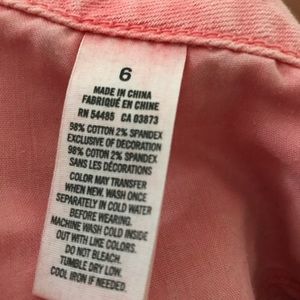 6
MADE IN CHINA
FABRIQUÉ EN CHINE
RN 54485 CA 03873
98% COTTON 2% SPANDEX
EXCLUSIVE OF DECORATION
98% COTTON 2% SPANDEX
SANS LES DÉCORATIONS
COLOR MAY TRANSFER
WHEN NEW. WASH ONCE
SEPARATELY IN COLD WATER
BEFORE WEARING.
MACHINE WASH COLD INSIDE
OUT WITH LIKE COLORS.
DO NOT BLEACH.
TUMBLE DRY LOW.
COOL IRON IF NEEDED.